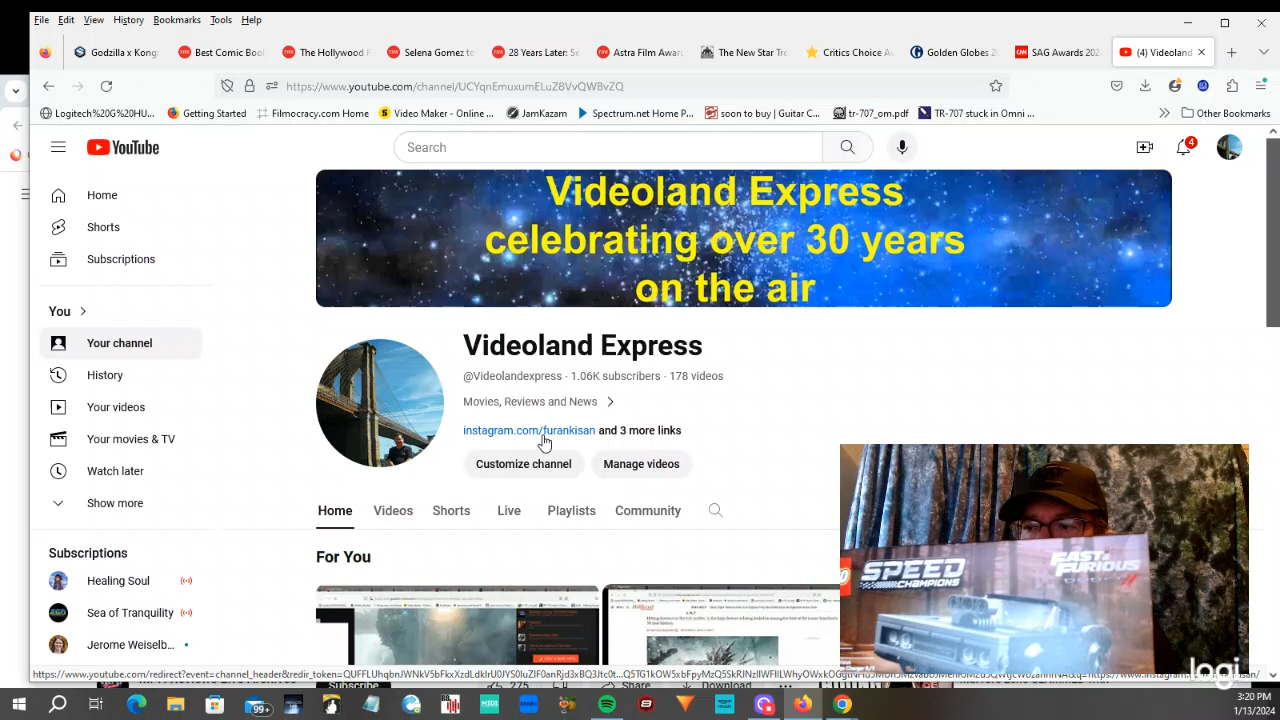 File Edit View History Bookmarks Tools Help
Godzilla x Kong:
Best Comic Boo
The Hollywood F
Selena Gomez to
28 Years Later: Se
Astra Film Awar
The New Star Tre
Critics Choice A
Golden Globes 2
SAG Awards 202
(4) Videoland
https://www.youtube.com/channel/UCYqnEmuxumELuZ8VvQWBvZQ
Logitech%20G%20HU...
Getting Started
Filmocracy.com Home
Video Maker - Online ...
JamKazam
Spectrum.net Home P...
soon to buy | Guitar C...
tr-707_om.pdf
TR-707 stuck in Omni ...
Other Bookmarks
YouTube
Search
4
Videoland Express
celebrating over 30 years
on the air
Home
Shorts
Subscriptions
You
Your channel
History
Your videos
Your movies & TV
Watch later
Show more
Subscriptions
Healing Soul
Sea of Tranquility
Jerome Weiselb...
Videoland Express
@Videolandexpress · 1.06K subscribers · 178 videos
Movies, Reviews and News
instagram.com/furankisan and 3 more links
Customize channel
Manage videos
Home Videos Shorts Live Playlists Community
For You
SPEED
CHAMPIONS
FAST &
FURIOUS
DODGE
logi
99+
3:20 PM
1/13/2024